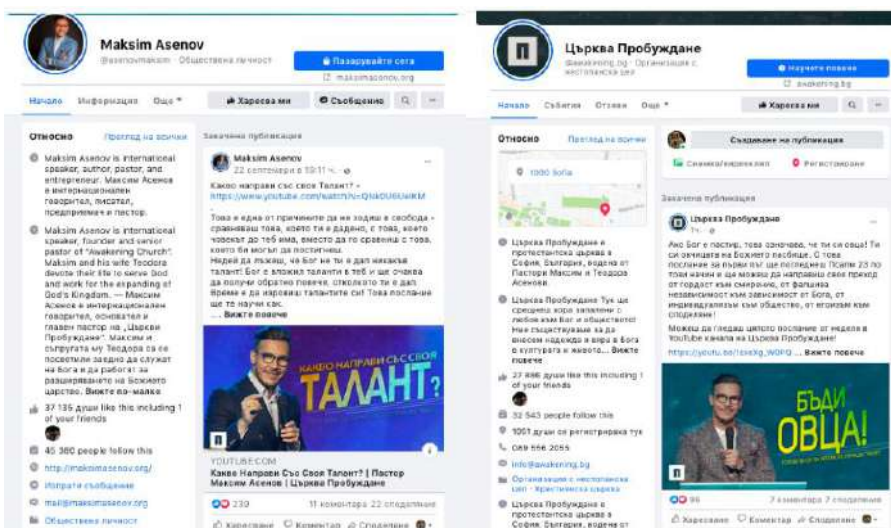 Maksim Asenov
@asenovmaksim · Обществена личност
Пазарувайте сега
maksimasenov.org
Начало Информация Още
Харесва ми Съобщение
Относно Преглед на всички
Maksim Asenov is international
speaker, author, pastor, and
entrepreneur. Максим Асенов
е интернационален
говорител, писател,
предприемач и пастор.
Maksim Asenov is international
speaker, founder and senior
pastor of "Awakening Church".
Maksim and his wife Teodora
devote their life to serve God
and work for the expanding of
God's Kingdom. — Максим
Асенов е интернационален
говорител, основател и
главен пастор на „Църкви
Пробуждане". Максим и
съпругата му Теодора са се
посветили заедно да служат
на Бога и да работят за
разширяването на Божието
царство. Вижте по-малко
37 135 души like this including 1
of your friends
45 360 people follow this
http://maksimasenov.org/
Изпрати съобщение
mail@maksimasenov.org
Обществена личност
Закачена публикация
Maksim Asenov
22 септември в 19:11 ч.
Какво направи със своя Талант? -
Това е една от причините да не ходиш в свобода -
сравняваш това, което ти е дадено, с това, което
човекът до теб има, вместо да го сравниш с това,
което би могъл да постигнеш.
Недей да лъжеш, че Бог не ти е дал никакъв
талант! Бог е вложил таланти в теб и ще очаква
да получи обратно повече, отколкото ти е дал.
Време е да изровиш талантите си! Това послание
ще те научи как.
... Вижте повече
КАКВО НАПРАВИ СЪС СВОЯ
ТАЛАНТ?
YOUTUBE.COM
Какво Направи Със Своя Талант? | Пастор
Максим Асенов | Църква Пробуждане
239 11 коментара 22 споделяния
Харесване Коментар Споделяне
Църква Пробуждане
@awakening.bg · Организация с
нестопанска цел
Научете повече
awakening.bg
Начало Събития Отзиви Още
Харесва ми
Относно Преглед на всички
1000 Sofia
Църква Пробуждане е
протестантска църква в
София, България, водена от
Пастори Максим и Теодора
Асенови.
Църква Пробуждане Тук ще
срещнеш хора запалени с
любов към Бог и обществото!
Ние съществуваме за да
внесем надежда и вяра в Бога
в културата и живота... Вижте
повече
27 886 души like this including 1
of your friends
32 543 people follow this
1051 души се регистрираха тук
089 556 2055
info@awakening.bg
Организация с нестопанска
цел · Християнска църква
Църква Пробуждане е
протестантска църква в
София, България, водена от
Създаване на публикация
Снимка/видеоклип Регистриране
Закачена публикация
Църква Пробуждане
Ако Бог е пастир, това означава, че ти си овца! Ти
си овчицата на Божието пасбище. С това
послание за първи път ще погледнеш Псалм 23 по
този начин и ще можеш да направиш своя преход
от гордост към смирение, от фалшива
независимост към зависимост от Бога, от
индивидуализъм към общество, от егоизъм към
споделяне!
Можеш да гледаш цялото послание от неделя в
YouTube канала на Църква Пробуждане!
... Вижте повече
БЪДИ
ОВЦА!
96 7 коментара 7 споделяния
Харесване Коментар Споделяне